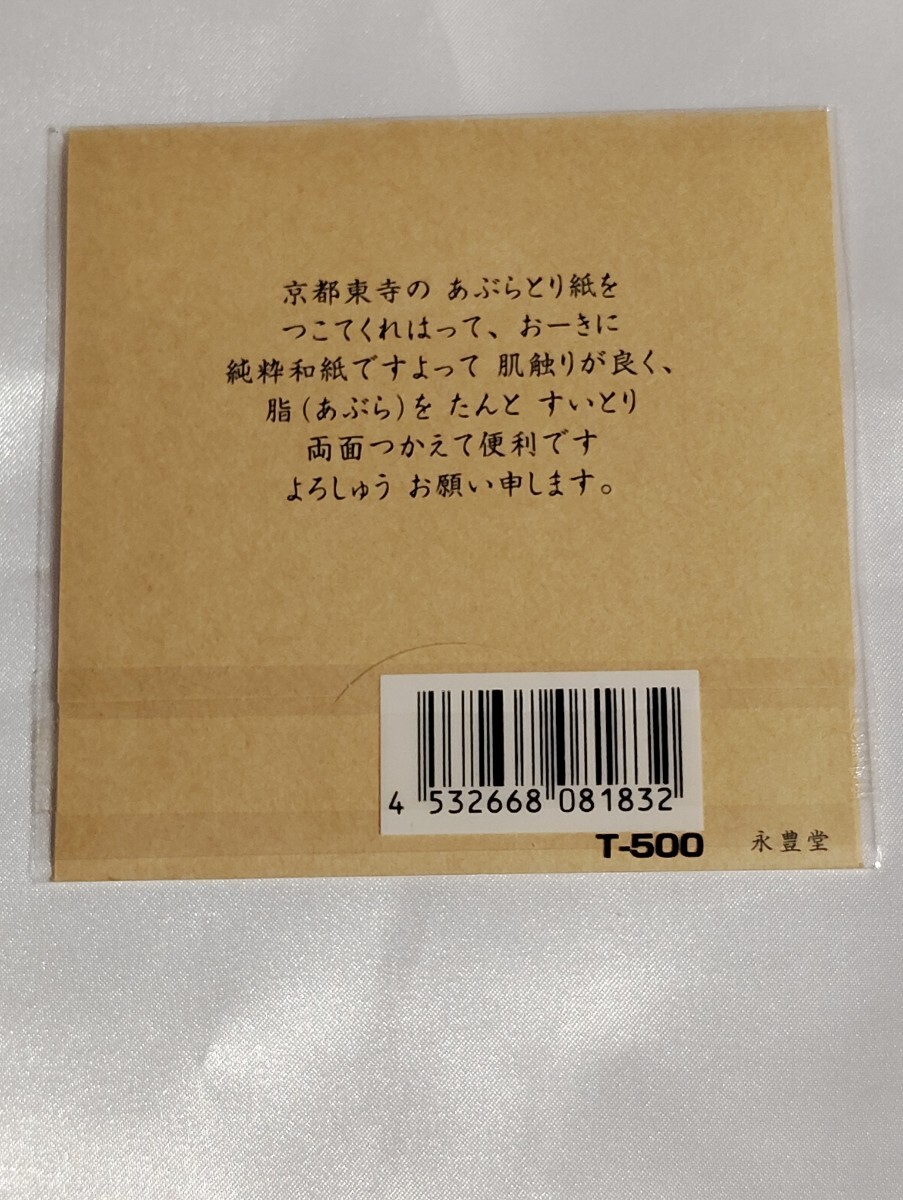 京都東寺の あぶらとり紙を
つこてくれはって、おーきに
純粋和紙ですよって 肌触りが良く、
脂(あぶら)を たんと すいとり
両面つかえて便利です
よろしゅう お願い申します。
4 532668 081832
T-500 永豊堂